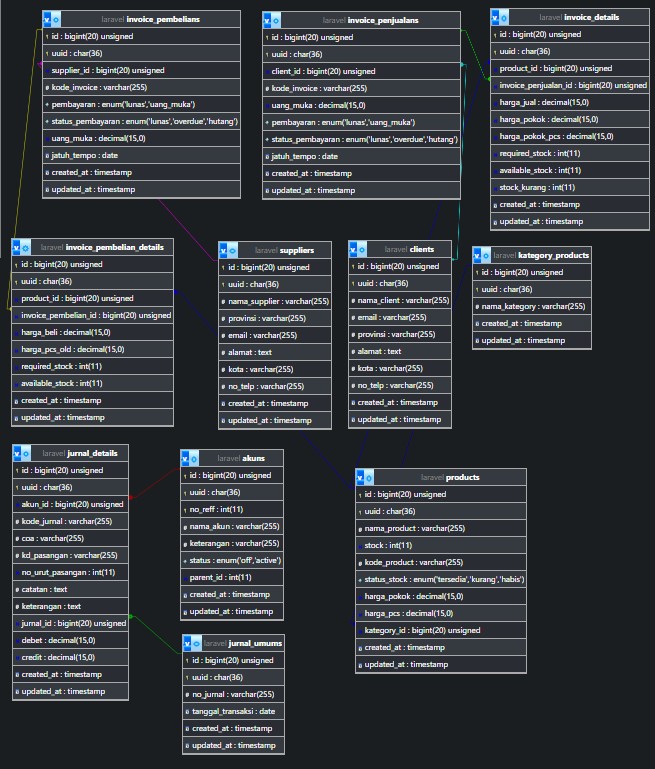 laravel invoice_pembelians
id : bigint(20) unsigned
uuid : char(36)
supplier_id : bigint(20) unsigned
# kode_invoice : varchar(255)
pembayaran : enum('lunas','uang_muka')
status_pembayaran : enum('lunas','overdue','hutang')
uang_muka : decimal(15,0)
jatuh_tempo : date
created_at : timestamp
updated_at : timestamp
laravel invoice_penjualans
id : bigint(20) unsigned
uuid : char(36)
client_id : bigint(20) unsigned
# kode_invoice : varchar(255)
uang_muka : decimal(15,0)
pembayaran : enum('lunas','uang_muka')
status_pembayaran : enum('lunas','overdue','hutang')
jatuh_tempo : date
created_at : timestamp
updated_at : timestamp
laravel invoice_details
id : bigint(20) unsigned
uuid : char(36)
product_id : bigint(20) unsigned
invoice_penjualan_id : bigint(20) unsigned
harga_jual : decimal(15,0)
harga_pokok : decimal(15,0)
harga_pokok_pcs : decimal(15,0)
required_stock : int(11)
available_stock : int(11)
stock_kurang : int(11)
created_at : timestamp
updated_at : timestamp
laravel invoice_pembelian_details
id : bigint(20) unsigned
uuid : char(36)
product_id : bigint(20) unsigned
invoice_pembelian_id : bigint(20) unsigned
harga_beli : decimal(15,0)
harga_pcs_old : decimal(15,0)
required_stock : int(11)
available_stock : int(11)
created_at : timestamp
updated_at : timestamp
laravel suppliers
id : bigint(20) unsigned
uuid : char(36)
# nama_supplier : varchar(255)
# provinsi : varchar(255)
# email : varchar(255)
# alamat : text
# kota : varchar(255)
# no_telp : varchar(255)
created_at : timestamp
updated_at : timestamp
laravel clients
id : bigint(20) unsigned
uuid : char(36)
# nama_client : varchar(255)
# email : varchar(255)
# provinsi : varchar(255)
# alamat : text
# kota : varchar(255)
# no_telp : varchar(255)
created_at : timestamp
updated_at : timestamp
laravel kategory_products
id : bigint(20) unsigned
uuid : char(36)
# nama_kategory : varchar(255)
created_at : timestamp
updated_at : timestamp
laravel jurnal_details
id : bigint(20) unsigned
uuid : char(36)
akun_id : bigint(20) unsigned
# kode_jurnal : varchar(255)
# coa : varchar(255)
# kd_pasangan : varchar(255)
no_urut_pasangan : int(11)
# catatan : text
# keterangan : text
jurnal_id : bigint(20) unsigned
debet : decimal(15,0)
credit : decimal(15,0)
created_at : timestamp
updated_at : timestamp
laravel akuns
id : bigint(20) unsigned
uuid : char(36)
no_reff : int(11)
# nama_akun : varchar(255)
# keterangan : varchar(255)
status : enum('off','active')
parent_id : int(11)
created_at : timestamp
updated_at : timestamp
laravel jurnal_umums
id : bigint(20) unsigned
uuid : char(36)
# no_jurnal : varchar(255)
tanggal_transaksi : date
created_at : timestamp
updated_at : timestamp
laravel products
id : bigint(20) unsigned
uuid : char(36)
# nama_product : varchar(255)
stock : int(11)
# kode_product : varchar(255)
status_stock : enum('tersedia','kurang','habis')
harga_pokok : decimal(15,0)
harga_pcs : decimal(15,0)
kategory_id : bigint(20) unsigned
created_at : timestamp
updated_at : timestamp